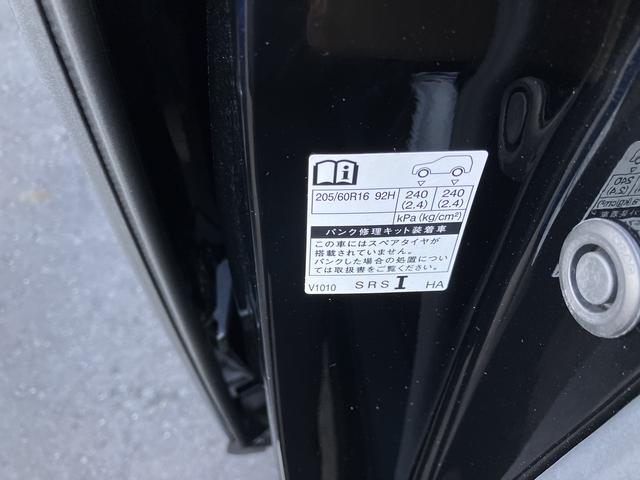 205/60R16 92H 240 (2.4) 240 (2.4)
kPa (kg/cm²)
パンク修理キット装着車
この車にはスペアタイヤが
搭載されていません。
パンクした場合の処置につい
ては取扱書をご覧ください。
V1010 SRS I HA